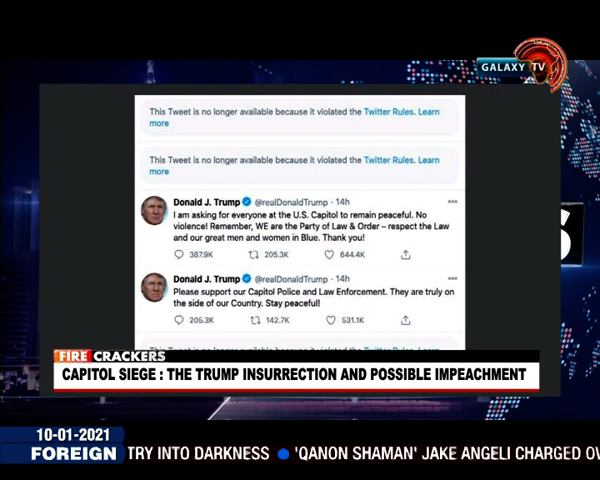 GALAXY TV
This Tweet is no longer available because it violated the Twitter Rules. Learn
more
This Tweet is no longer available because it violated the Twitter Rules. Learn
more
Donald J. Trump @realDonaldTrump · 14h
I am asking for everyone at the U.S. Capitol to remain peaceful. No
violence! Remember, WE are the Party of Law & Order – respect the Law
and our great men and women in Blue. Thank you!
387.9K 205.3K 644.4K
Donald J. Trump @realDonaldTrump · 14h
Please support our Capitol Police and Law Enforcement. They are truly on
the side of our Country. Stay peaceful!
205.3K 142.7K 531.1K
FIRE CRACKERS
CAPITOL SIEGE : THE TRUMP INSURRECTION AND POSSIBLE IMPEACHMENT
10-01-2021
FOREIGN TRY INTO DARKNESS • 'QANON SHAMAN' JAKE ANGELI CHARGED OV